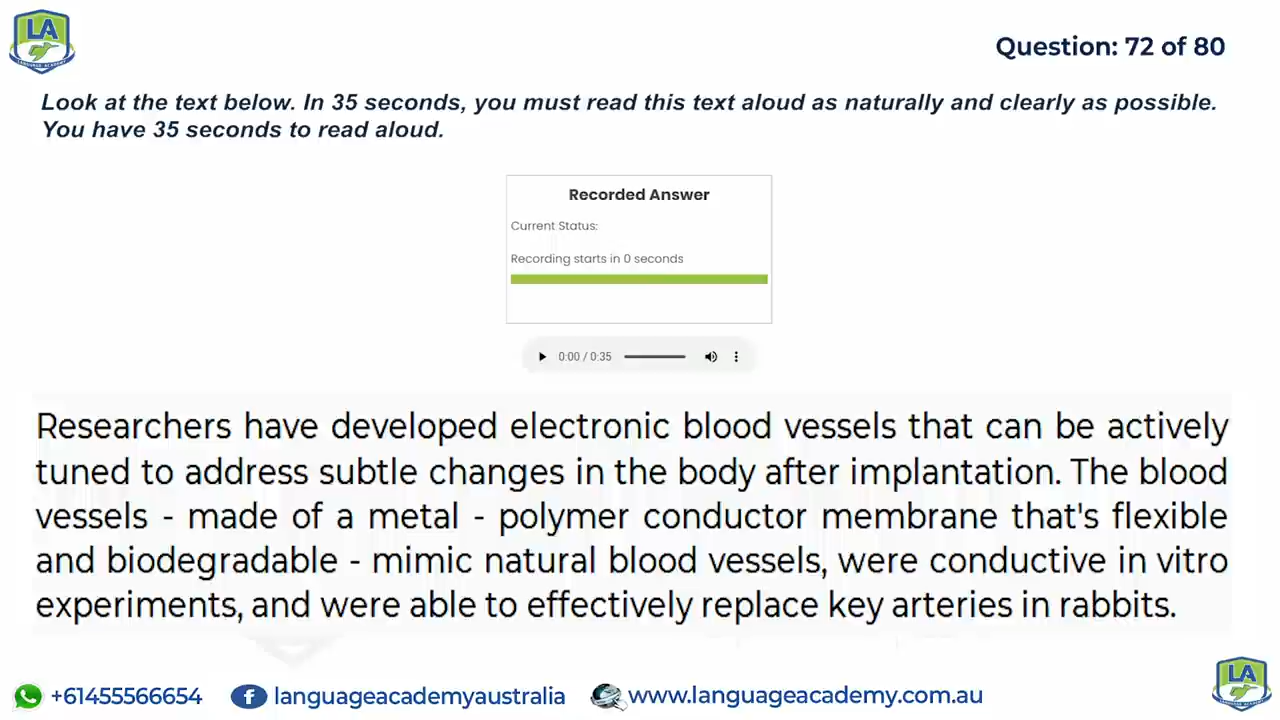 LA
LANGUAGE ACADEMY
Question: 72 of 80
Look at the text below. In 35 seconds, you must read this text aloud as naturally and clearly as possible.
You have 35 seconds to read aloud.
Recorded Answer
Current Status:
Recording starts in 0 seconds
0:00 / 0:35
Researchers have developed electronic blood vessels that can be actively
tuned to address subtle changes in the body after implantation. The blood
vessels - made of a metal - polymer conductor membrane that's flexible
and biodegradable - mimic natural blood vessels, were conductive in vitro
experiments, and were able to effectively replace key arteries in rabbits.
+61455566654 languageacademyaustralia www.languageacademy.com.au
LA